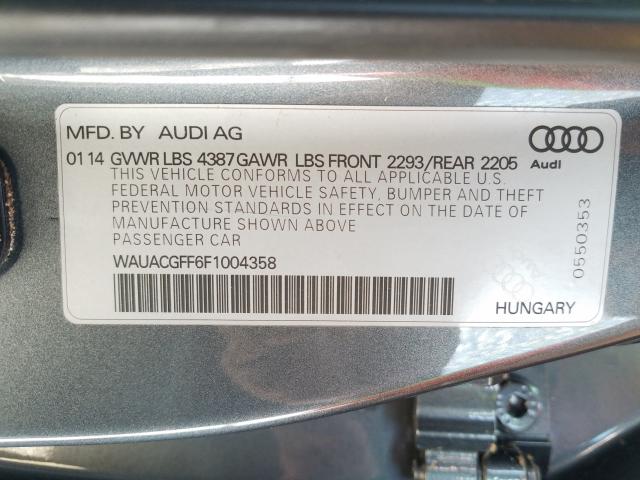 MFD. BY AUDI AG
01 14 GVWR LBS 4387 GAWR LBS FRONT 2293/REAR 2205
Audi
THIS VEHICLE CONFORMS TO ALL APPLICABLE U.S.
FEDERAL MOTOR VEHICLE SAFETY, BUMPER AND THEFT
PREVENTION STANDARDS IN EFFECT ON THE DATE OF
MANUFACTURE SHOWN ABOVE
PASSENGER CAR
WAUACGFF6F1004358
0550353
HUNGARY